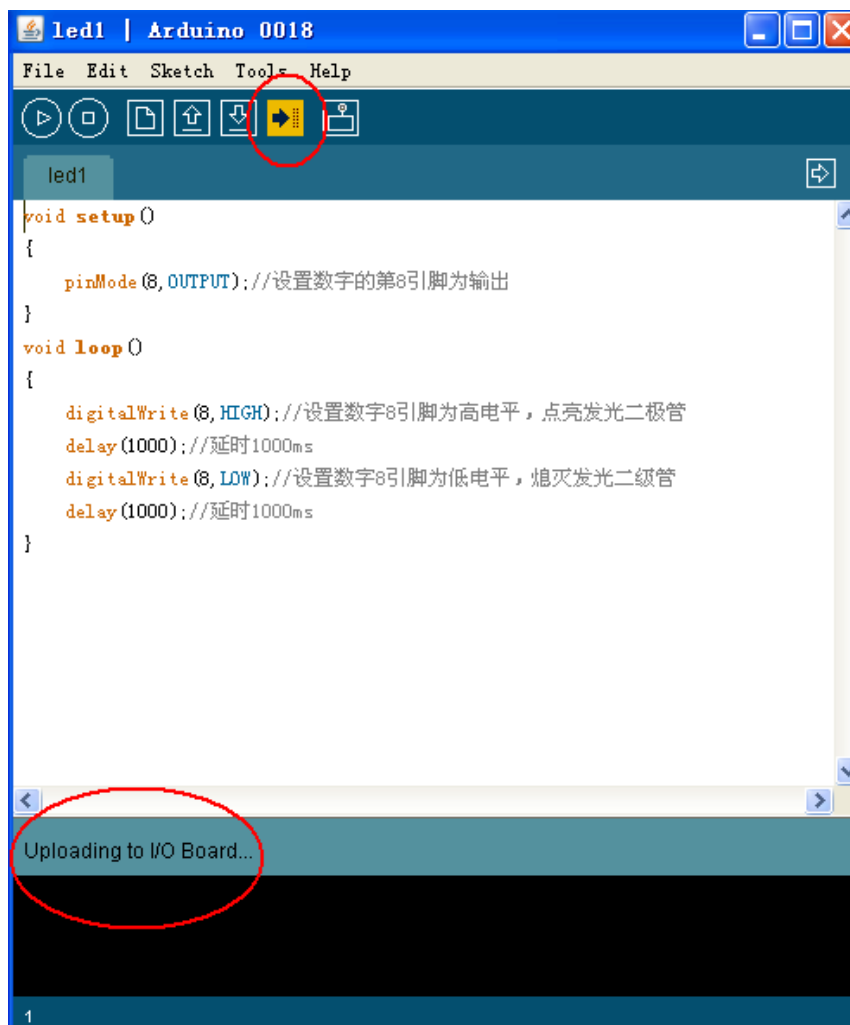 led1 | Arduino 0018
File Edit Sketch Tools Help
led1
void setup()
{
pinMode(8,OUTPUT);//设置数字的第8引脚为输出
}
void loop()
{
digitalWrite(8,HIGH);//设置数字8引脚为高电平，点亮发光二极管
delay(1000);//延时1000ms
digitalWrite(8,LOW);//设置数字8引脚为低电平，熄灭发光二级管
delay(1000);//延时1000ms
}
Uploading to I/O Board...
1